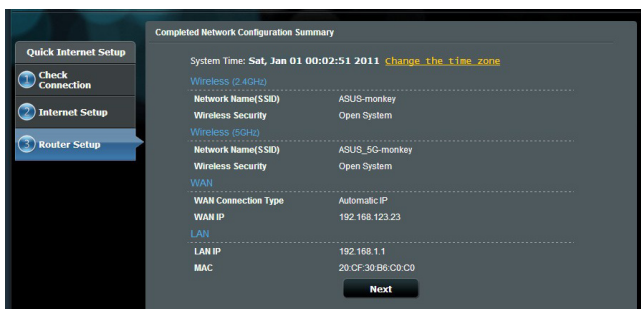 Completed Network Configuration Summary
Quick Internet Setup
1 Check Connection
2 Internet Setup
3 Router Setup
System Time: Sat, Jan 01 00:02:51 2011 Change the time zone
Wireless (2.4GHz)
Network Name(SSID) ASUS-monkey
Wireless Security Open System
Wireless (5GHz)
Network Name(SSID) ASUS_5G-monkey
Wireless Security Open System
WAN
WAN Connection Type Automatic IP
WAN IP 192.168.123.23
LAN
LAN IP 192.168.1.1
MAC 20:CF:30:B6:C0:C0
Next